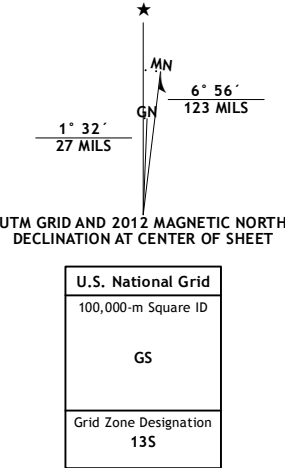 ★
MN
6° 56´
123 MILS
GN
1° 32´
27 MILS
UTM GRID AND 2012 MAGNETIC NORTH
DECLINATION AT CENTER OF SHEET
U.S. National Grid
100,000-m Square ID
GS
Grid Zone Designation
13S